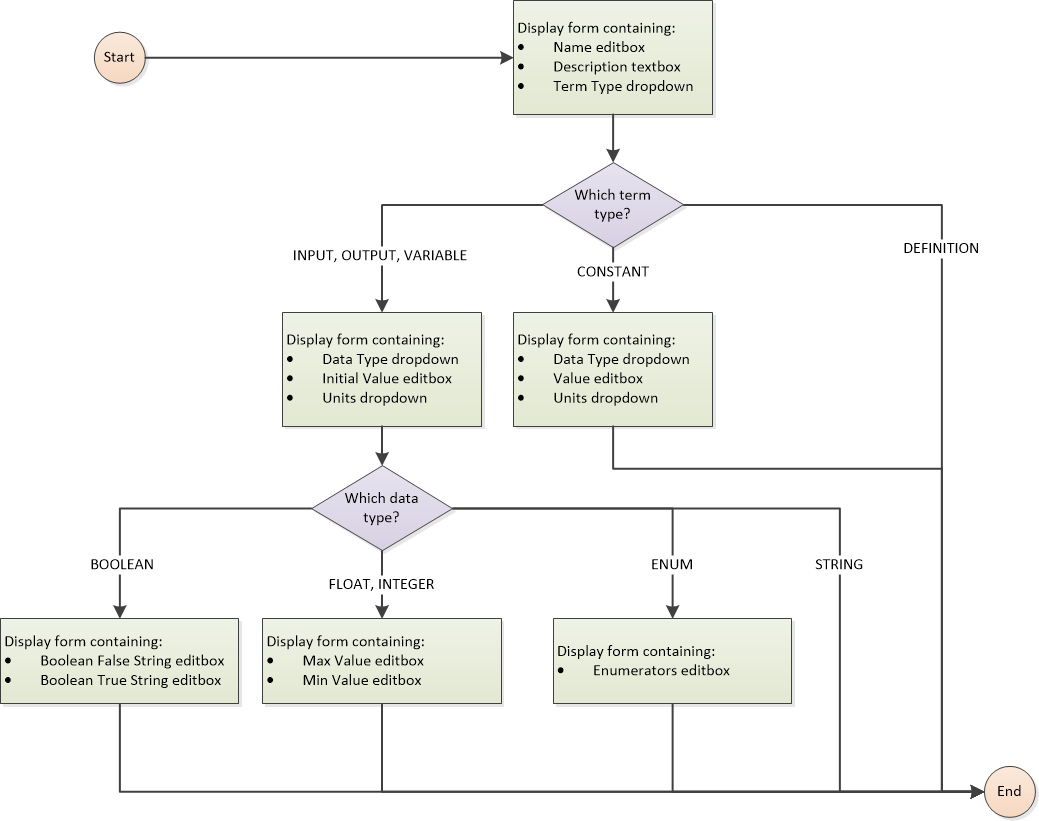 Start
Display form containing:
• Name editbox
• Description textbox
• Term Type dropdown
Which term
type?
INPUT, OUTPUT, VARIABLE
CONSTANT
DEFINITION
Display form containing:
• Data Type dropdown
• Initial Value editbox
• Units dropdown
Display form containing:
• Data Type dropdown
• Value editbox
• Units dropdown
Which data
type?
BOOLEAN
FLOAT, INTEGER
ENUM
STRING
Display form containing:
• Boolean False String editbox
• Boolean True String editbox
Display form containing:
• Max Value editbox
• Min Value editbox
Display form containing:
• Enumerators editbox
End